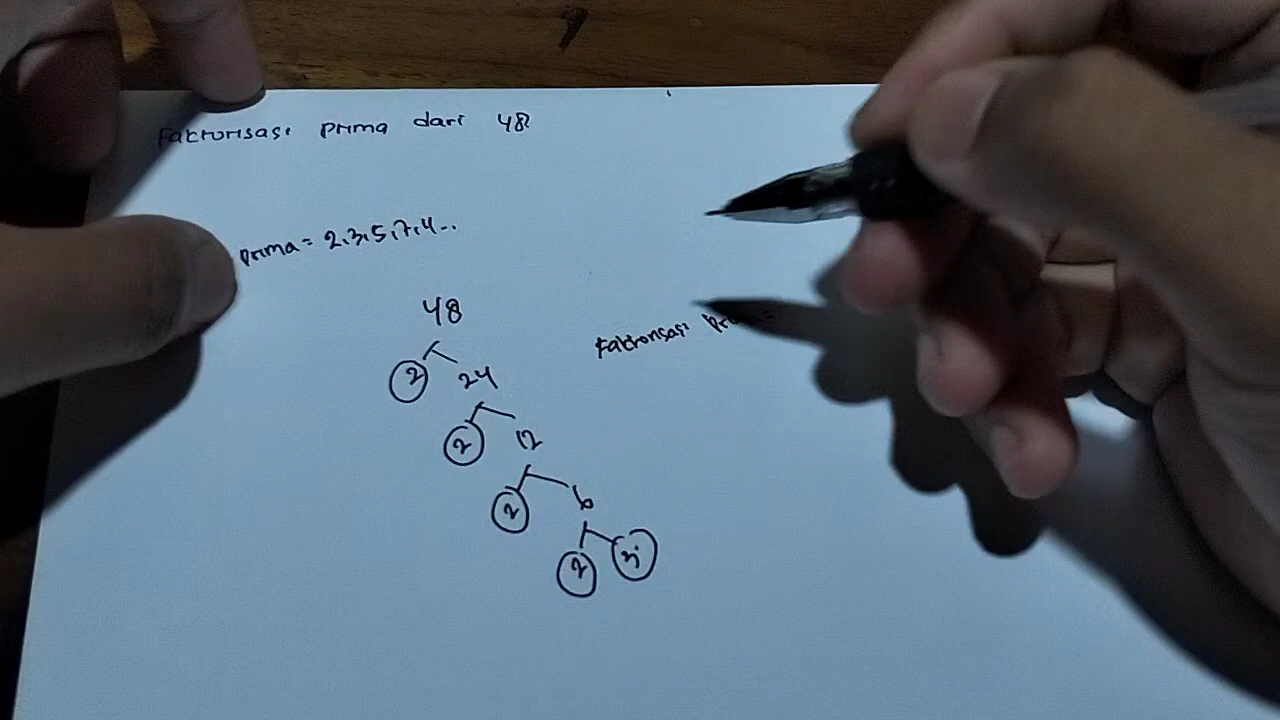 Faktorisasi prima dari 48
prima = 2, 3, 5, 7, 4..
48
2 24
2 12
2 6
2 3
Faktorisasi